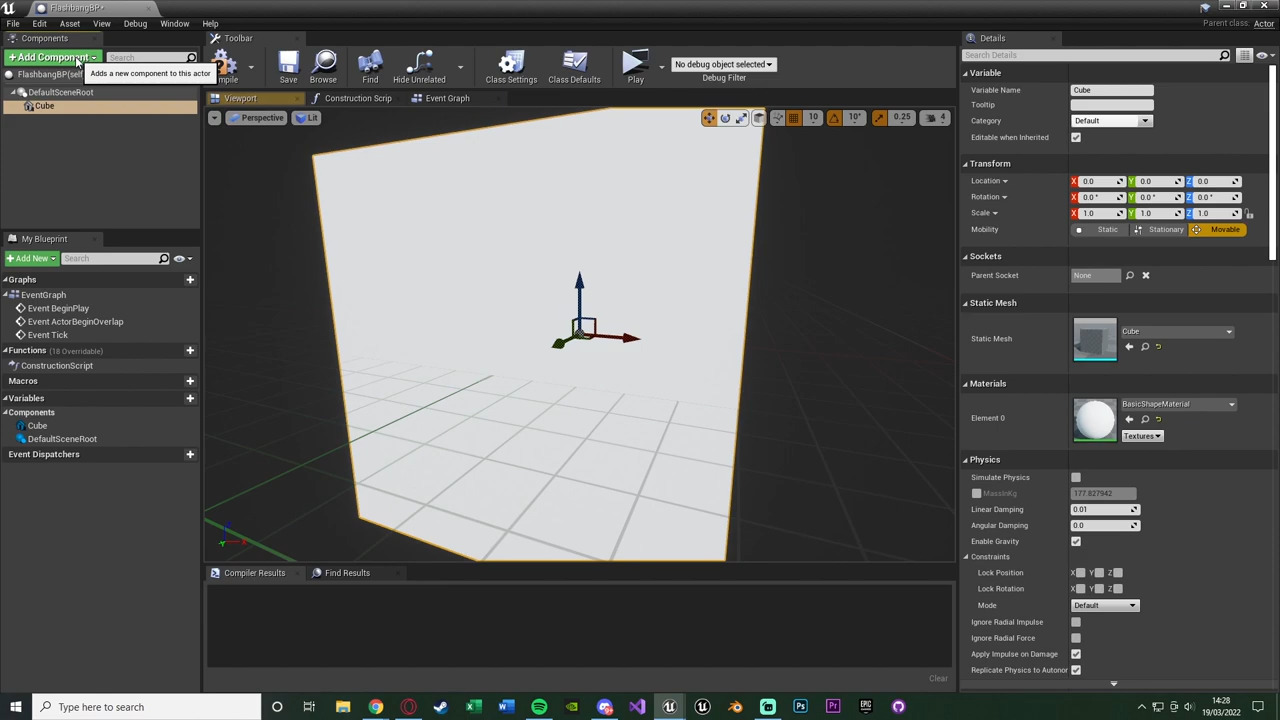 FlashbangBP*
File Edit Asset View Debug Window Help
Parent class: Actor
Components
+Add Component
Search
Adds a new component to this actor
FlashbangBP(self
DefaultSceneRoot
Cube
My Blueprint
+Add New
Search
Graphs
EventGraph
Event BeginPlay
Event ActorBeginOverlap
Event Tick
Functions (18 Overridable)
ConstructionScript
Macros
Variables
Components
Cube
DefaultSceneRoot
Event Dispatchers
Toolbar
Save
Browse
Find
Hide Unrelated
Class Settings
Class Defaults
Play
No debug object selected
Debug Filter
Viewport
Construction Scrip
Event Graph
Perspective
Lit
10
10°
0.25
4
Compiler Results
Find Results
Clear
Details
Search Details
Variable
Variable Name Cube
Tooltip
Category Default
Editable when Inherited
Transform
Location X 0.0 Y 0.0 Z 0.0
Rotation X 0.0 ° Y 0.0 ° Z 0.0 °
Scale X 1.0 Y 1.0 Z 1.0
Mobility Static Stationary Movable
Sockets
Parent Socket None
Static Mesh
Static Mesh Cube
Materials
Element 0 BasicShapeMaterial
Textures
Physics
Simulate Physics
MassInKg 177.827942
Linear Damping 0.01
Angular Damping 0.0
Enable Gravity
Constraints
Lock Position X Y Z
Lock Rotation X Y Z
Mode Default
Ignore Radial Impulse
Ignore Radial Force
Apply Impulse on Damage
Replicate Physics to Autonor
Type here to search
14:28
19/03/2022